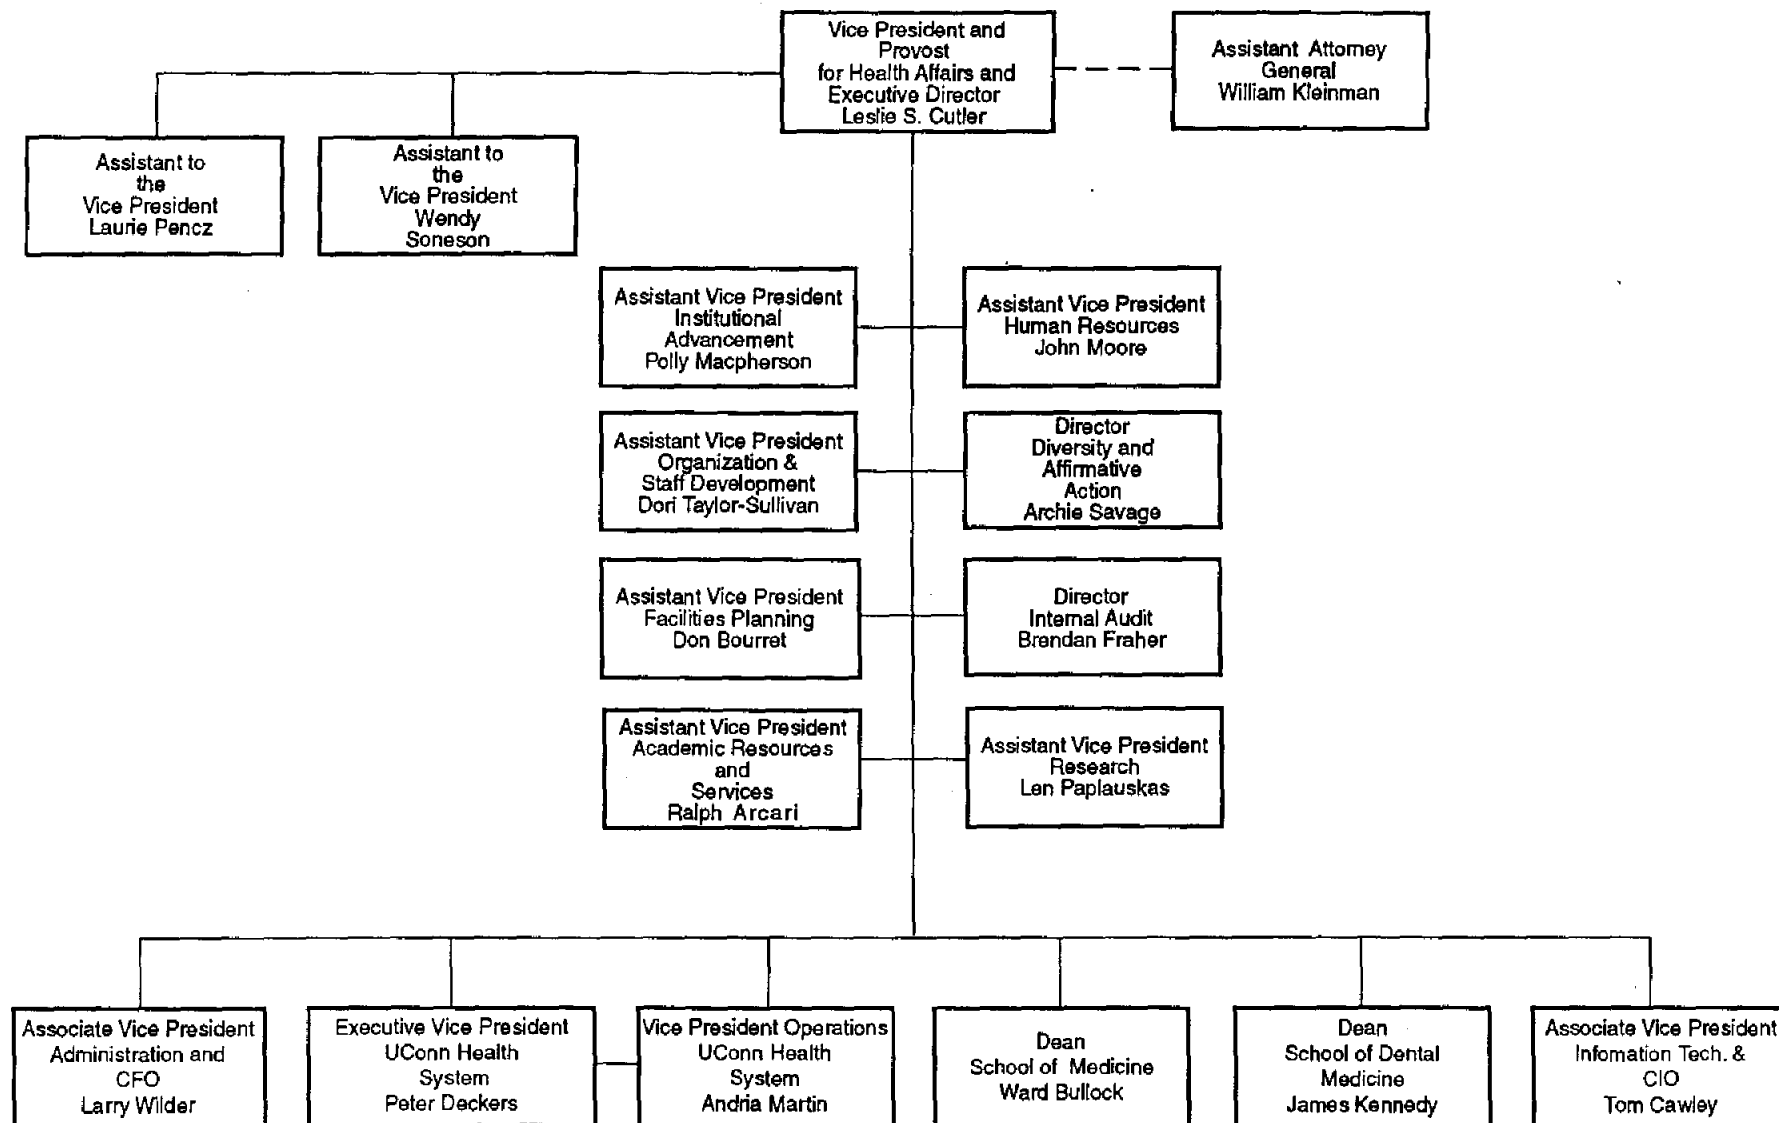 Vice President and
Provost
for Health Affairs and
Executive Director
Leslie S. Cutler
Assistant Attorney
General
William Kleinman
Assistant to
the
Vice President
Laurie Pencz
Assistant to
the
Vice President
Wendy
Soneson
Assistant Vice President
Institutional
Advancement
Polly Macpherson
Assistant Vice President
Human Resources
John Moore
Assistant Vice President
Organization &
Staff Development
Dori Taylor-Sullivan
Director
Diversity and
Affirmative
Action
Archie Savage
Assistant Vice President
Facilities Planning
Don Bourret
Director
Internal Audit
Brendan Fraher
Assistant Vice President
Academic Resources
and
Services
Ralph Arcari
Assistant Vice President
Research
Len Paplauskas
Associate Vice President
Administration and
CFO
Larry Wilder
Executive Vice President
UConn Health
System
Peter Deckers
Vice President Operations
UConn Health
System
Andria Martin
Dean
School of Medicine
Ward Bullock
Dean
School of Dental
Medicine
James Kennedy
Associate Vice President
Infomation Tech. &
CIO
Tom Cawley